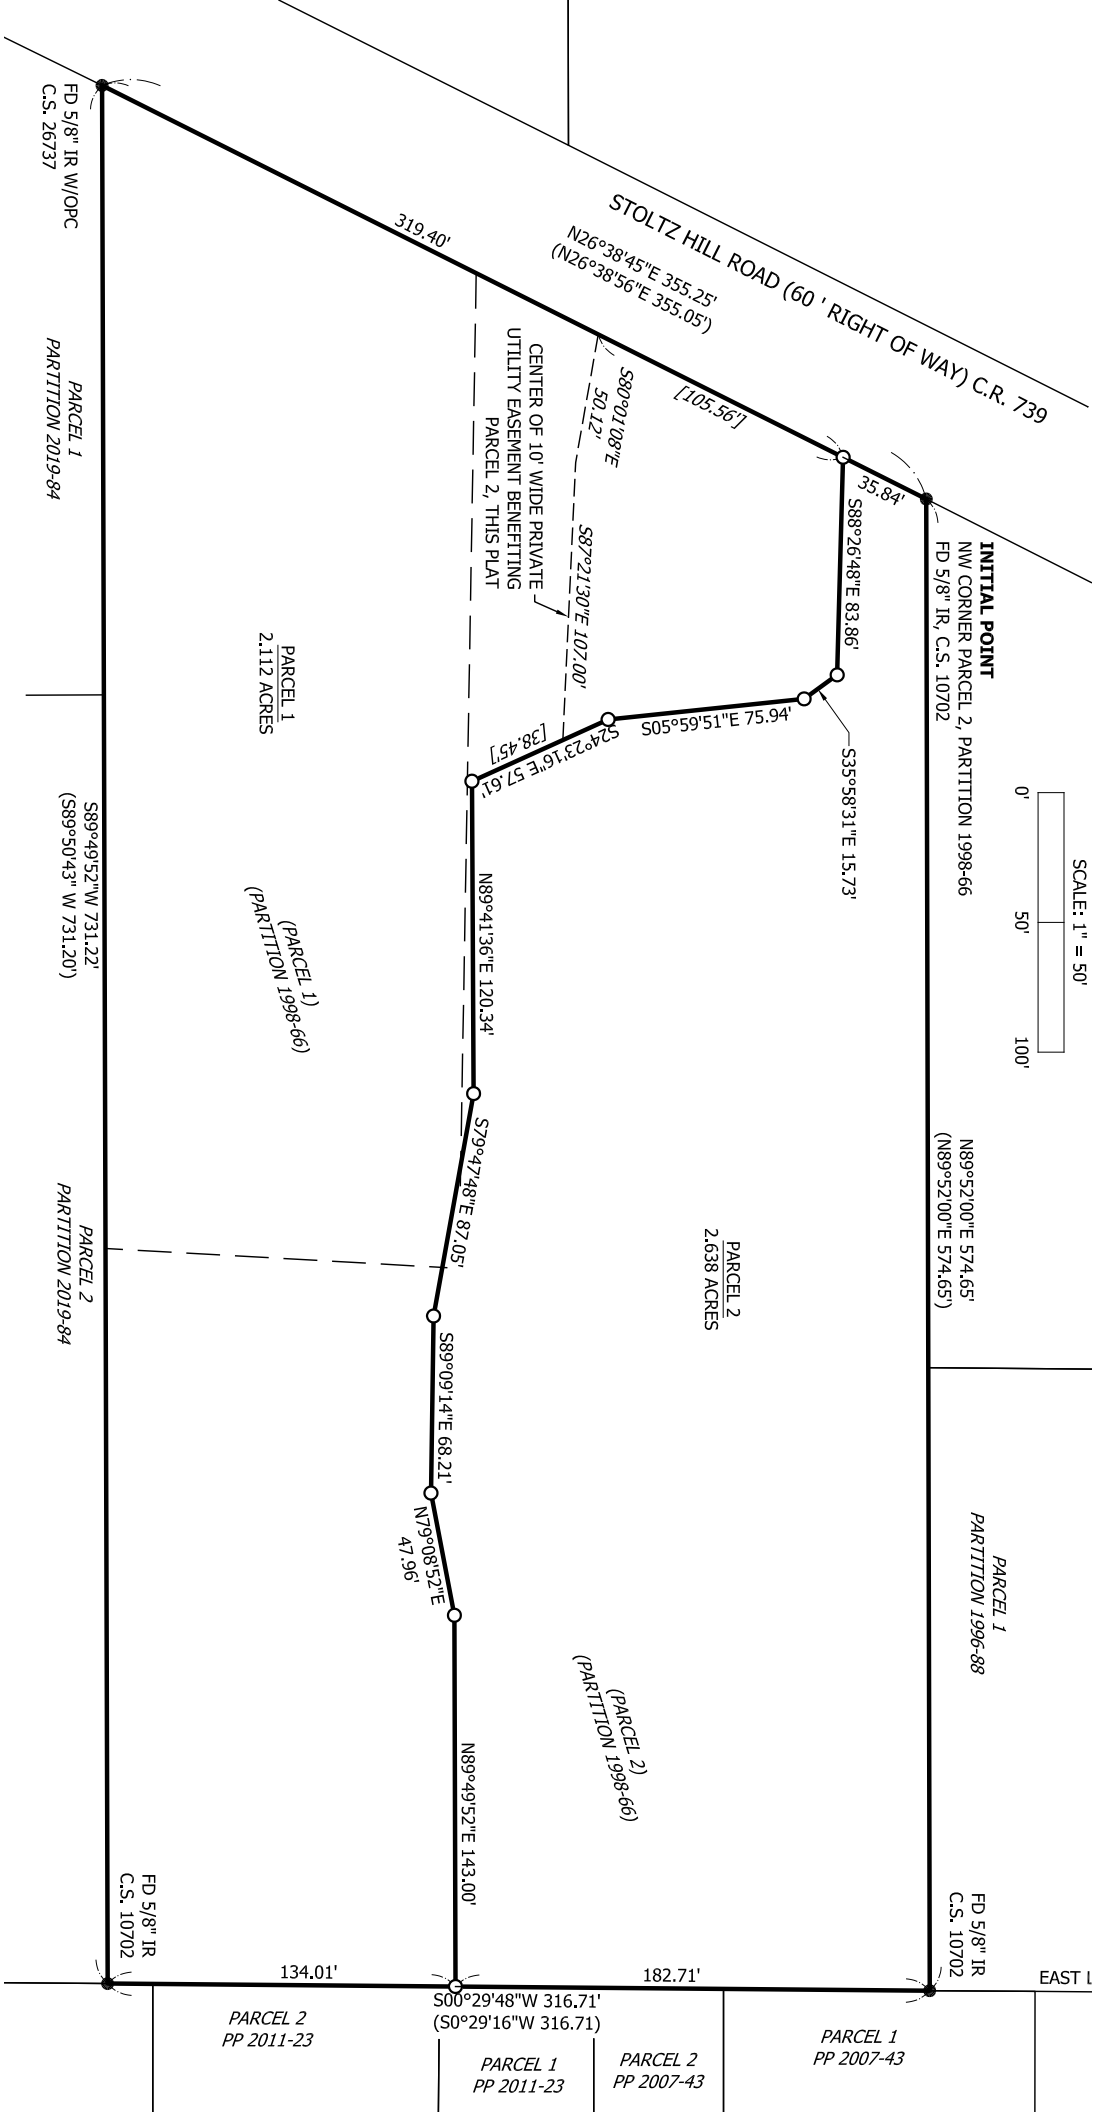 SCALE: 1" = 50'
0'
50'
100'
STOLTZ HILL ROAD (60 ' RIGHT OF WAY) C.R. 739
N26°38'45"E 355.25'
(N26°38'56"E 355.05')
319.40'
[105.56']
35.84'
FD 5/8" IR W/OPC
C.S. 26737
INITIAL POINT
NW CORNER PARCEL 2, PARTITION 1998-66
FD 5/8" IR, C.S. 10702
S88°26'48"E 83.86'
S35°58'31"E 15.73'
S05°59'51"E 75.94'
S24°23'16"E 57.61'
[38.45']
S80°01'08"E
50.12'
S87°21'30"E 107.00'
CENTER OF 10' WIDE PRIVATE
UTILITY EASEMENT BENEFITING
PARCEL 2, THIS PLAT
N89°52'00"E 574.65'
(N89°52'00"E 574.65')
PARCEL 1
PARTITION 1996-88
PARCEL 2
2.638 ACRES
(PARCEL 2)
(PARTITION 1998-66)
N89°41'36"E 120.34'
S79°47'48"E 87.05'
S89°09'14"E 68.21'
N79°08'52"E
47.96'
N89°49'52"E 143.00'
PARCEL 1
2.112 ACRES
(PARCEL 1)
(PARTITION 1998-66)
S89°49'52"W 731.22'
(S89°50'43" W 731.20')
PARCEL 1
PARTITION 2019-84
PARCEL 2
PARTITION 2019-84
FD 5/8" IR
C.S. 10702
FD 5/8" IR
C.S. 10702
EAST L
134.01'
182.71'
S00°29'48"W 316.71'
(S0°29'16"W 316.71)
PARCEL 2
PP 2011-23
PARCEL 1
PP 2011-23
PARCEL 2
PP 2007-43
PARCEL 1
PP 2007-43